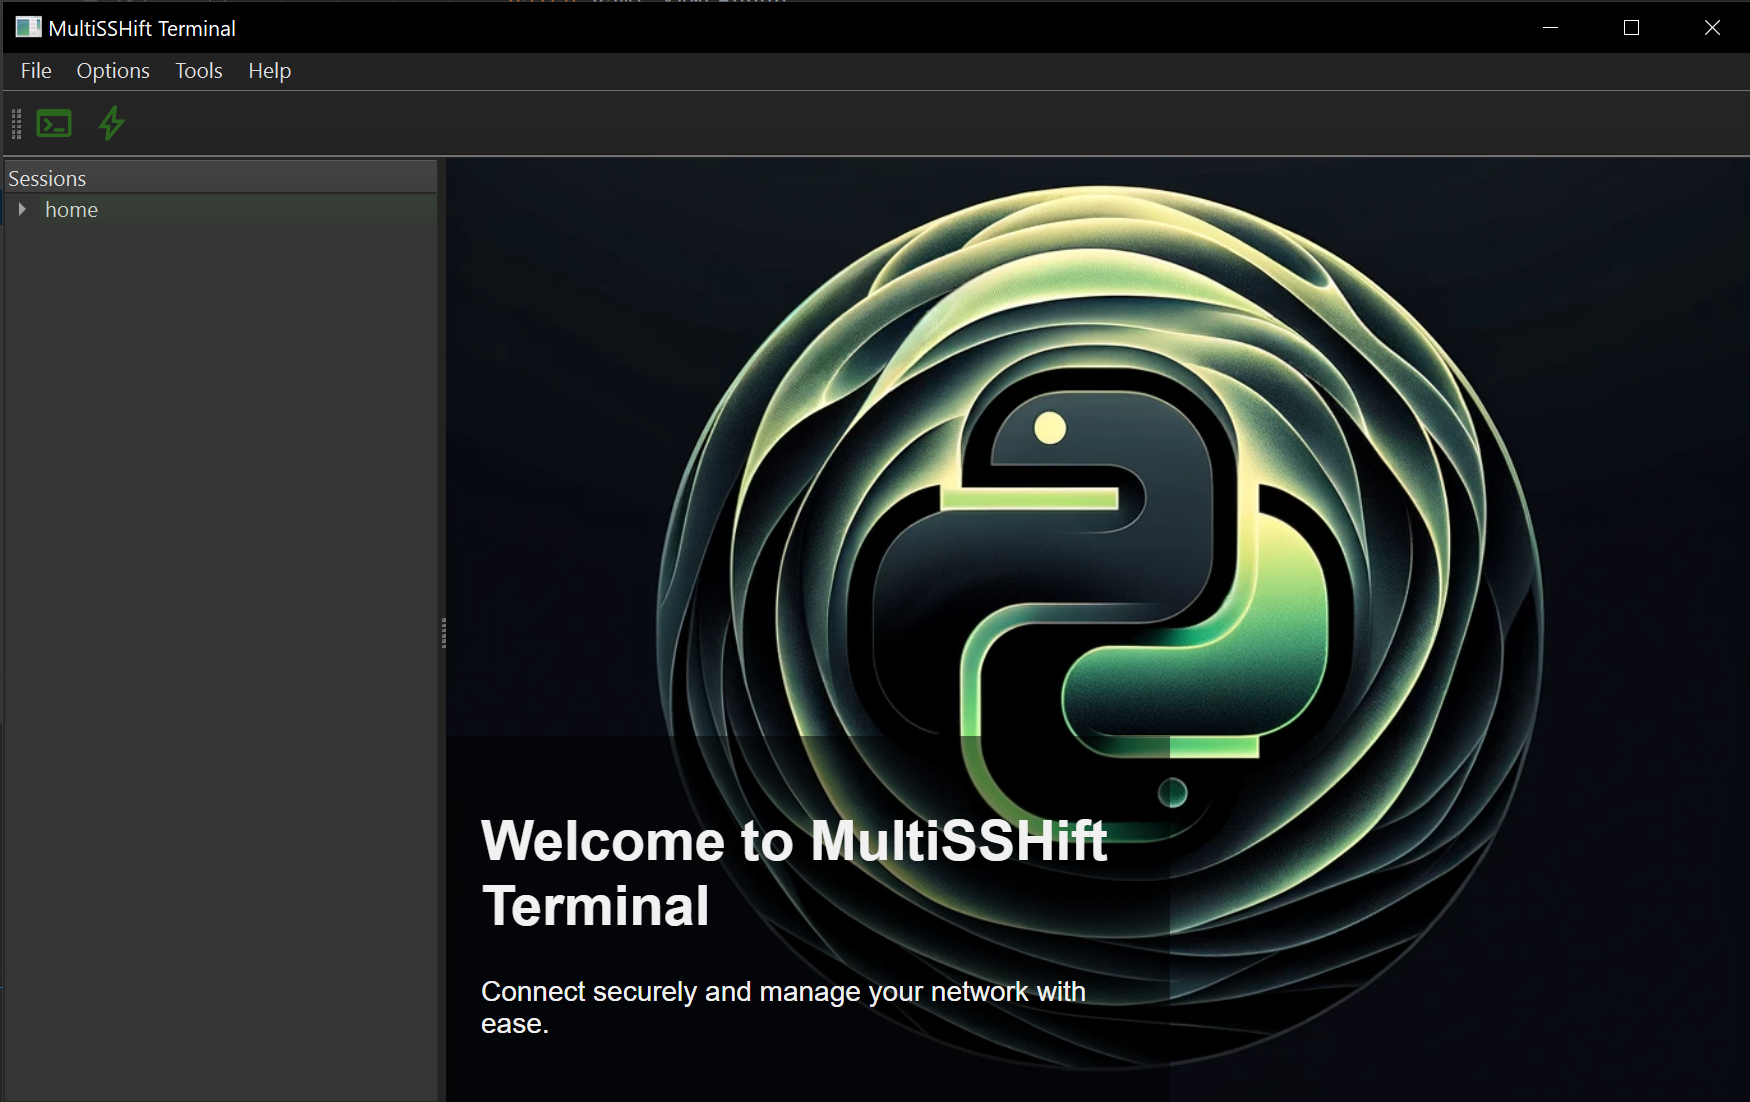 MultiSSHift Terminal
File Options Tools Help
Sessions
home
Welcome to MultiSSHift
Terminal
Connect securely and manage your network with
ease.